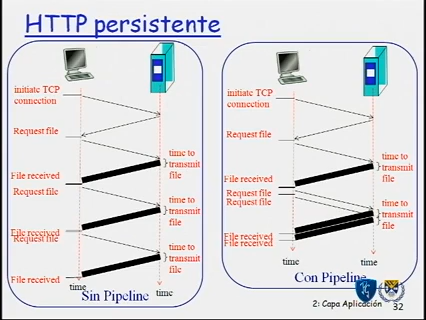 HTTP persistente
initiate TCP
connection
Request file
File received
Request file
File received
Request file
File received
time to
transmit
file
time to
transmit
file
time to
transmit
file
time
time
Sin Pipeline
initiate TCP
connection
Request file
File received
Request file
Request file
File received
File received
time to
transmit
file
time to
transmit
file
time
time
Con Pipeline
2: Capa Aplicación
32